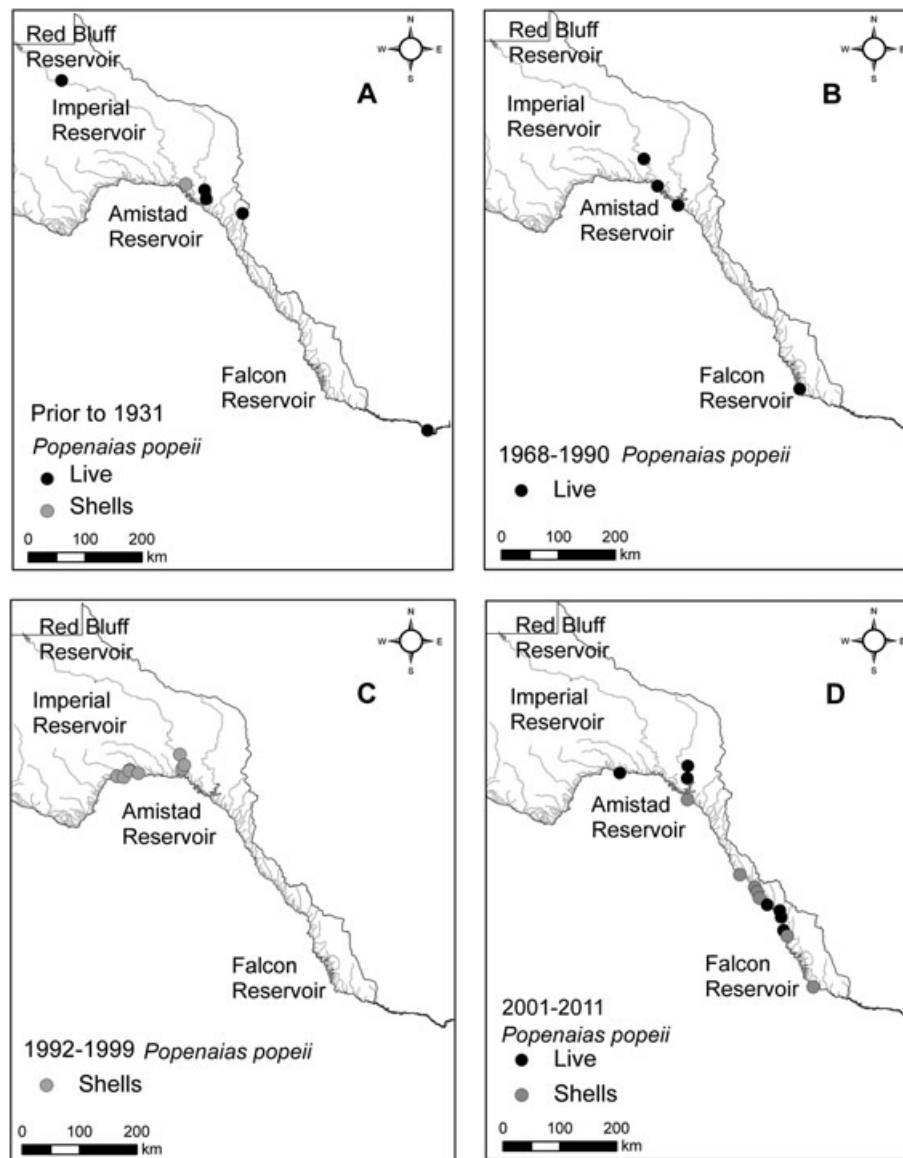 N
W E
S
Red Bluff
Reservoir
A
Imperial
Reservoir
Amistad
Reservoir
Falcon
Reservoir
Prior to 1931
Popenaias popeii
Live
Shells
0 100 200
km
N
W E
S
Red Bluff
Reservoir
B
Imperial
Reservoir
Amistad
Reservoir
Falcon
Reservoir
1968-1990 Popenaias popeii
Live
0 100 200
km
N
W E
S
Red Bluff
Reservoir
C
Imperial
Reservoir
Amistad
Reservoir
Falcon
Reservoir
1992-1999 Popenaias popeii
Shells
0 100 200
km
N
W E
S
Red Bluff
Reservoir
D
Imperial
Reservoir
Amistad
Reservoir
Falcon
Reservoir
2001-2011
Popenaias popeii
Live
Shells
0 100 200
km